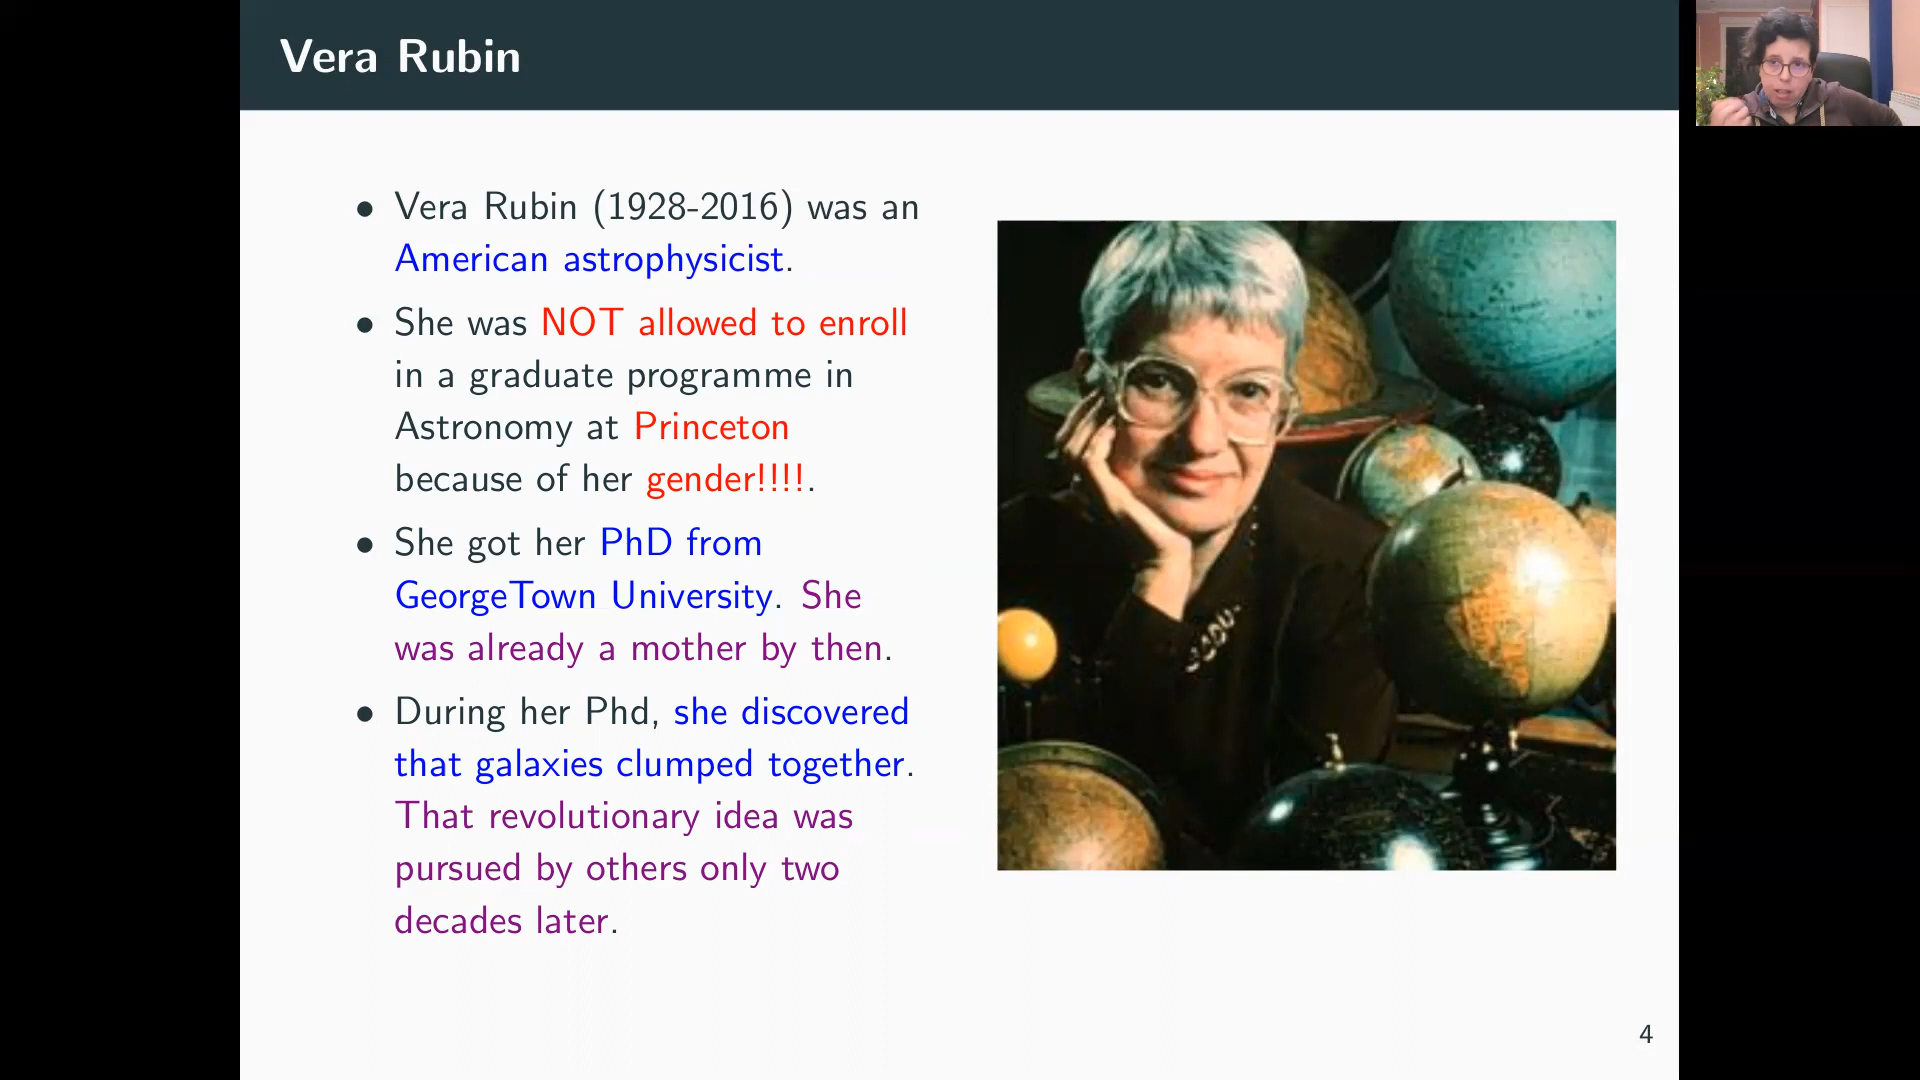 Vera Rubin
• Vera Rubin (1928-2016) was an
American astrophysicist.
• She was NOT allowed to enroll
in a graduate programme in
Astronomy at Princeton
because of her gender!!!!.
• She got her PhD from
GeorgeTown University. She
was already a mother by then.
• During her Phd, she discovered
that galaxies clumped together.
That revolutionary idea was
pursued by others only two
decades later.
4